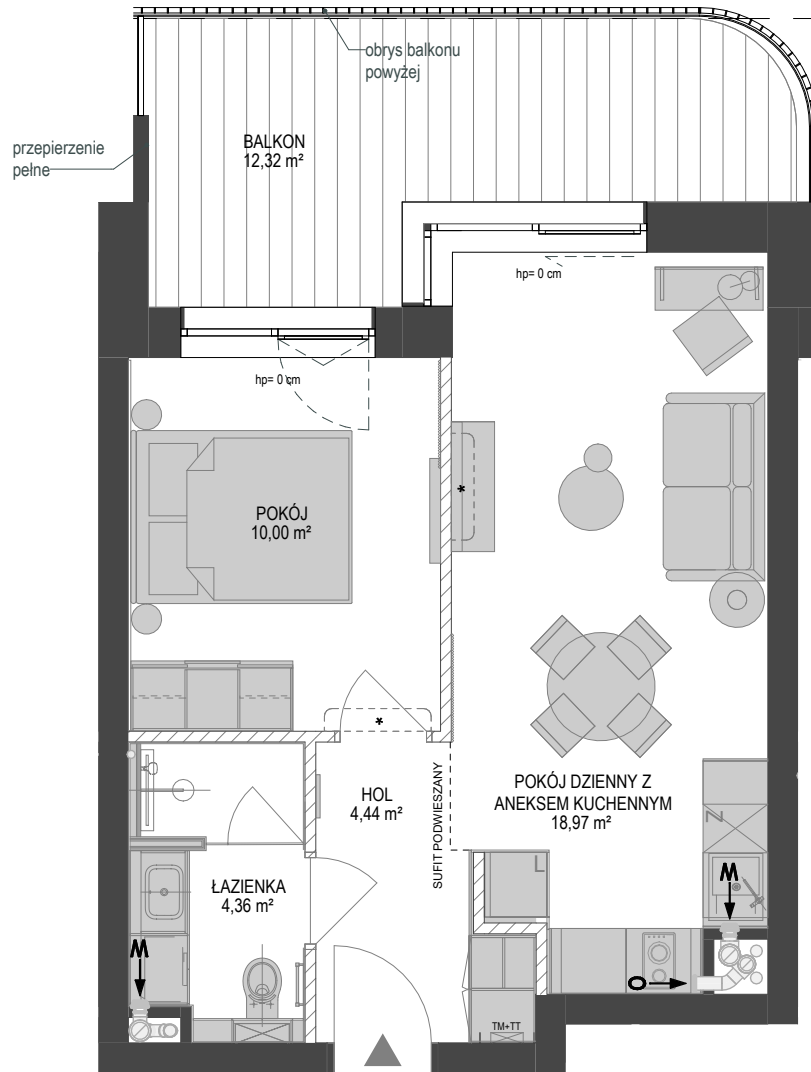 obrys balkonu
powyżej
przepierzenie
pełne
BALKON
12,32 m²
hp= 0 cm
hp= 0 cm
*
POKÓJ
10,00 m²
*
HOL
4,44 m²
SUFIT PODWIESZANY
POKÓJ DZIENNY Z
ANEKSEM KUCHENNYM
18,97 m²
Z
L
M
ŁAZIENKA
4,36 m²
M
O
TM+TT